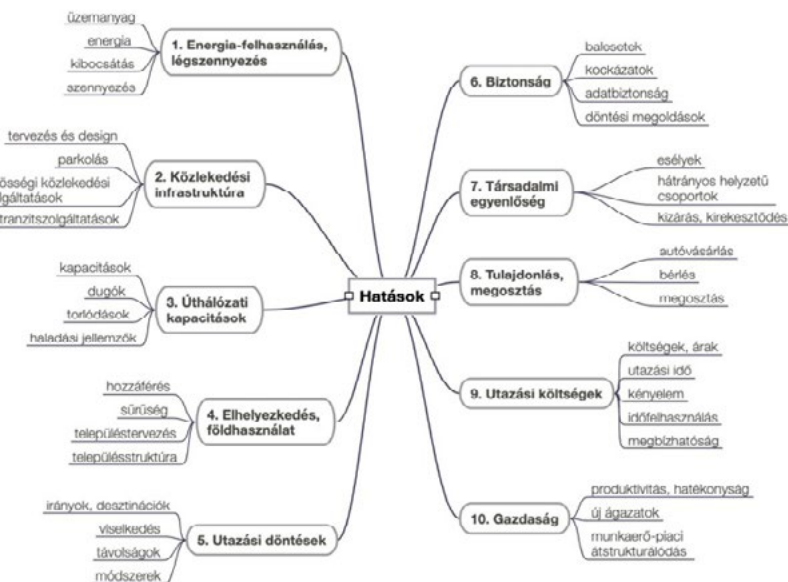 Hatások
1. Energia-felhasználás,
légszennyezés
üzemanyag
energia
kibocsátás
szennyezés
2. Közlekedési
infrastruktúra
tervezés és design
parkolás
össégi közlekedési
lgáltatások
tranzitszolgáltatások
3. Úthálózati
kapacitások
kapacitások
dugók
torlódások
haladási jellemzők
4. Elhelyezkedés,
földhasználat
hozzáférés
sűrűség
településtervezés
településstruktúra
5. Utazási döntések
irányok, desztinációk
viselkedés
távolságok
módszerek
6. Biztonság
balesetek
kockázatok
adatbiztonság
döntési megoldások
7. Társadalmi
egyenlőség
esélyek
hátrányos helyzetű
csoportok
kizárás, kirekesztődés
8. Tulajdonlás,
megosztás
autóvásárlás
bérlés
megosztás
9. Utazási költségek
költségek, árak
utazási idő
kényelem
időfelhasználás
megbízhatóság
10. Gazdaság
produktivitás, hatékonyság
új ágazatok
munkaerő-piaci
átstrukturálódás